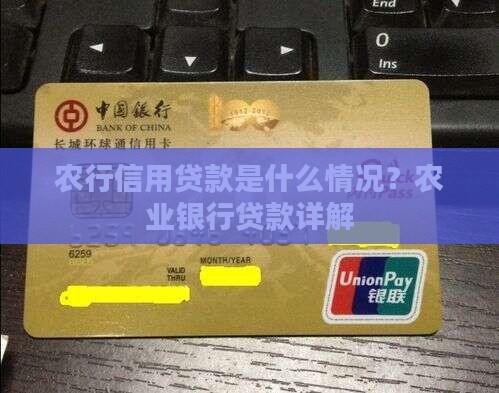 End
0
Ins
中国银行
BANK OF CHINA
长城环球通信用卡
农行信用贷款是什么情况？农
业银行贷款详解
6259
MONTH/YEAR
VALID
THRU
UnionPay
银联